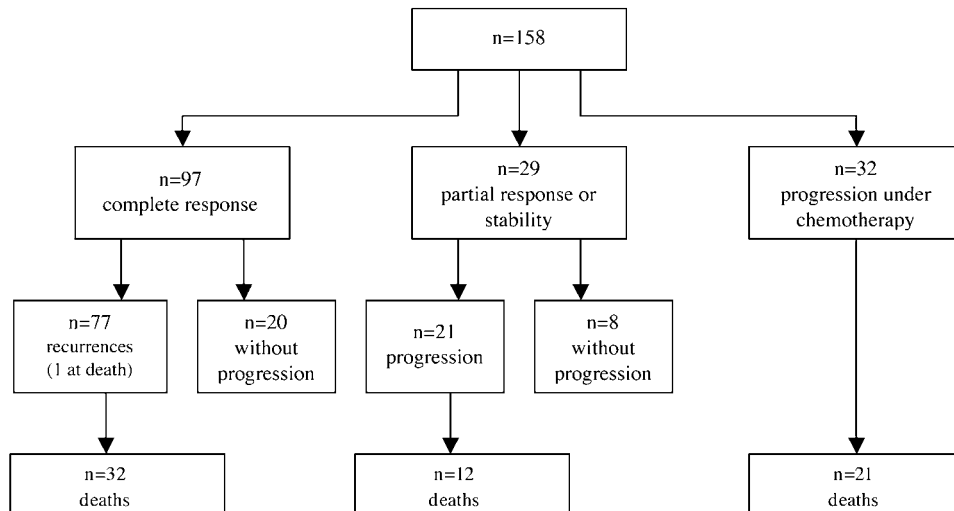 n=158
n=97
complete response
n=29
partial response or
stability
n=32
progression under
chemotherapy
n=77
recurrences
(1 at death)
n=20
without
progression
n=21
progression
n=8
without
progression
n=32
deaths
n=12
deaths
n=21
deaths